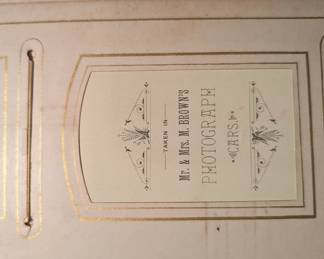 TAKEN IN
Mr. & Mrs. M. BROWN'S
PHOTOGRAPH
CARS.